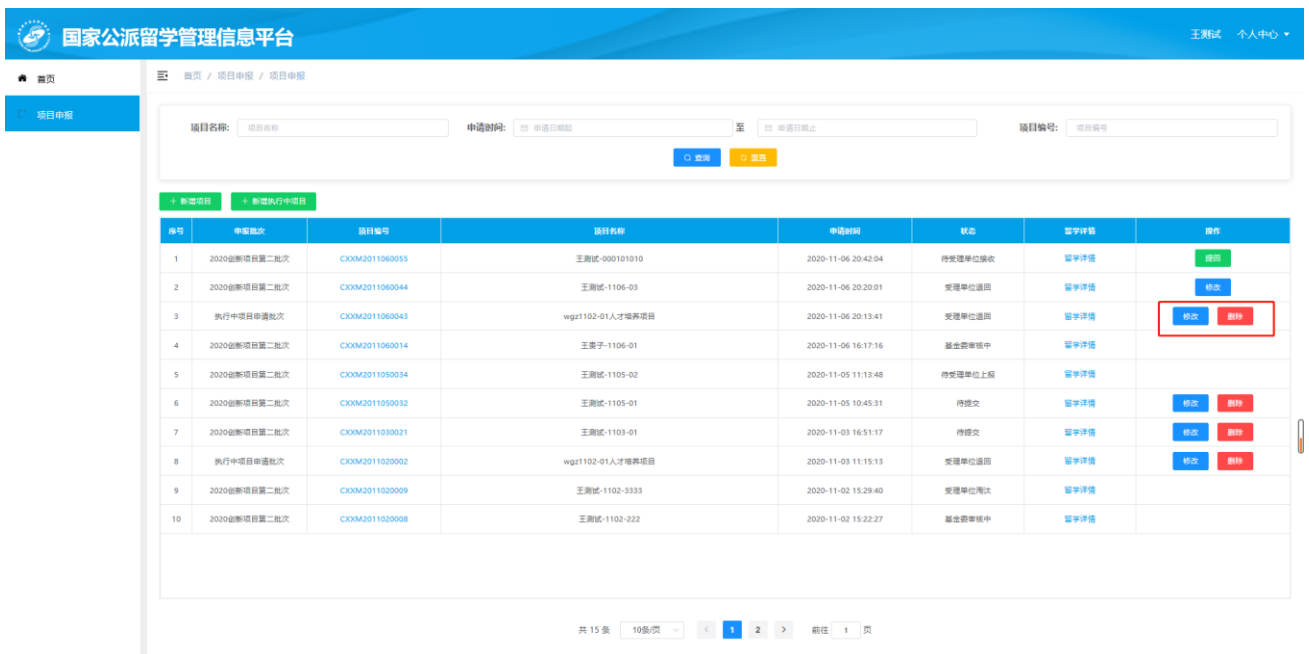 国家公派留学管理信息平台
王测试 个人中心
首页
首页 / 项目申报 / 项目申报
项目申报
项目名称: 项目名称 申请时间: 申请日期起 至 申请日期止 项目编号: 项目编号
查询 重置
+ 新增项目 + 新增执行中项目
序号 申报批次 项目编号 项目名称 申请时间 状态 留学详情 操作
1 2020创新项目第二批次 CXXM2011060055 王测试-000101010 2020-11-06 20:42:04 待受理单位接收 留学详情 撤回
2 2020创新项目第二批次 CXXM2011060044 王测试-1106-03 2020-11-06 20:20:01 受理单位退回 留学详情 修改
3 执行中项目申请批次 CXXM2011060043 wgz1102-01人才培养项目 2020-11-06 20:13:41 受理单位退回 留学详情 修改 删除
4 2020创新项目第二批次 CXXM2011060014 王贵子-1106-01 2020-11-06 16:17:16 基金委审核中 留学详情
5 2020创新项目第二批次 CXXM2011050034 王测试-1105-02 2020-11-05 11:13:48 待受理单位上报 留学详情
6 2020创新项目第二批次 CXXM2011050032 王测试-1105-01 2020-11-05 10:45:31 待提交 留学详情 修改 删除
7 2020创新项目第二批次 CXXM2011030021 王测试-1103-01 2020-11-03 16:51:17 待提交 留学详情 修改 删除
8 执行中项目申请批次 CXXM2011020002 wgz1102-01人才培养项目 2020-11-03 11:15:13 受理单位退回 留学详情 修改 删除
9 2020创新项目第二批次 CXXM2011020009 王测试-1102-3333 2020-11-02 15:29:40 受理单位淘汰 留学详情
10 2020创新项目第二批次 CXXM2011020008 王测试-1102-222 2020-11-02 15:22:27 基金委审核中 留学详情
共 15 条 10条/页 < 1 2 > 前往 1 页